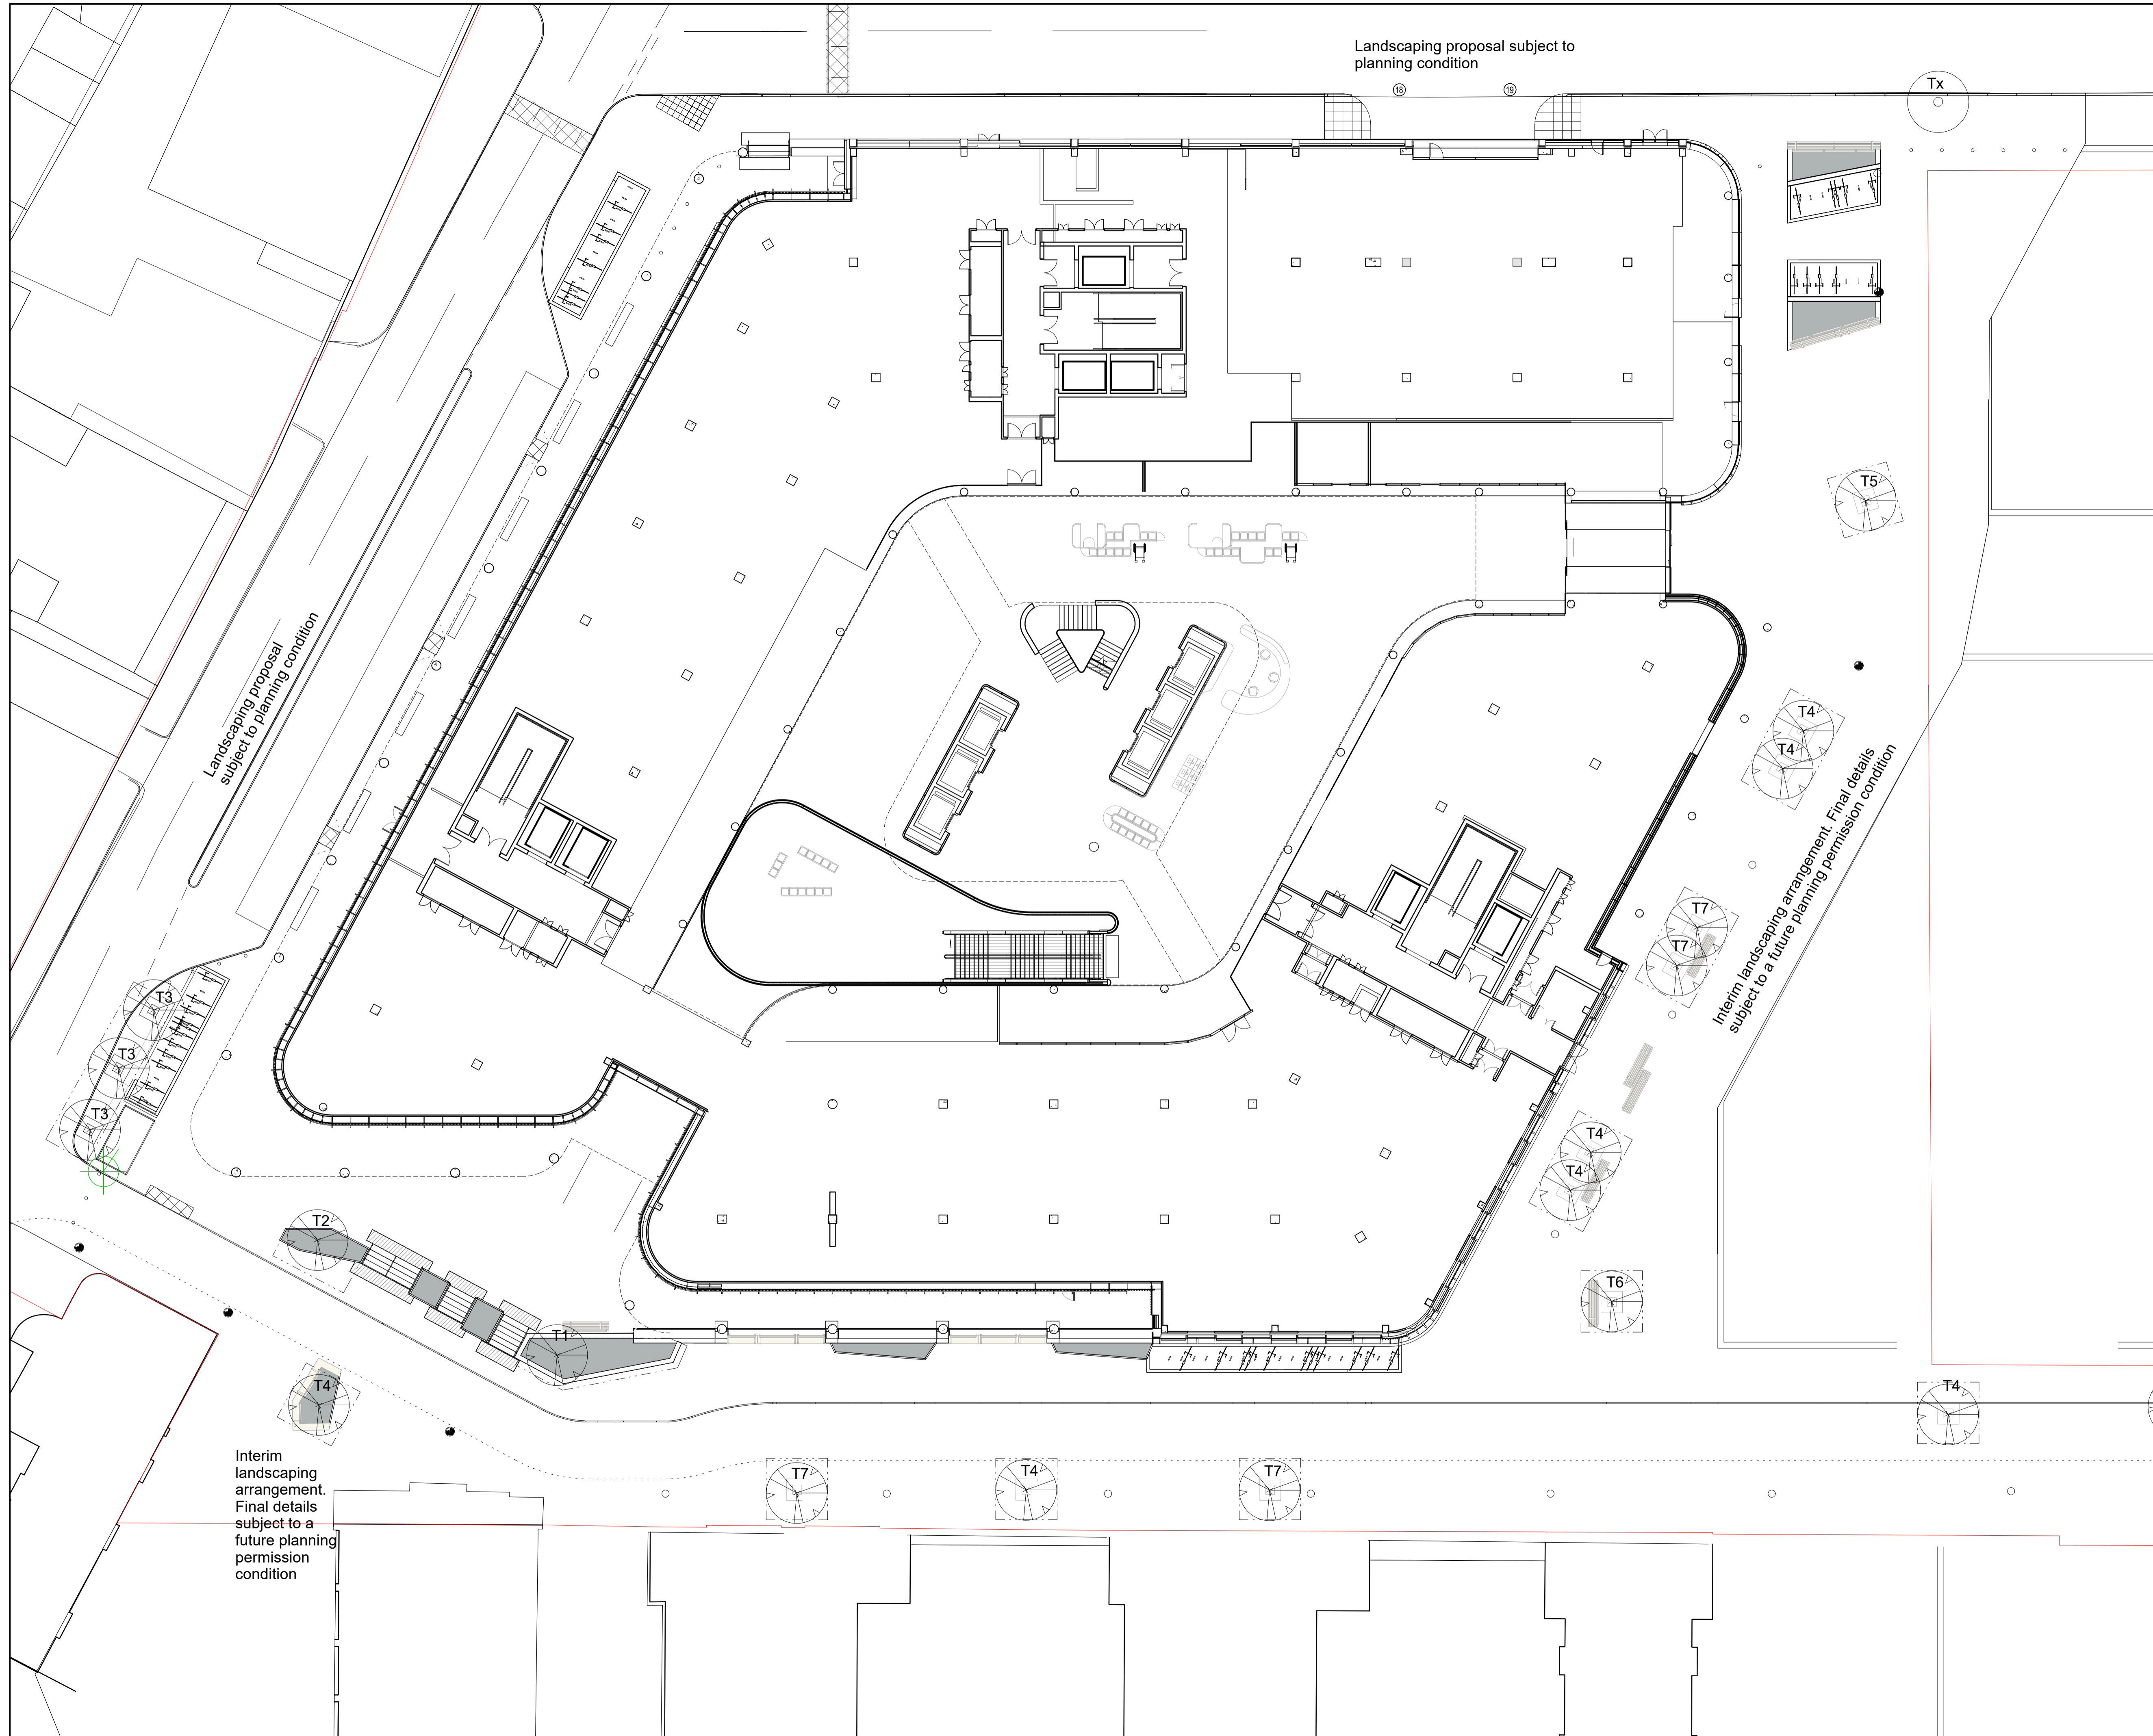 Landscaping proposal subject to
planning condition
18
19
Tx
T5
Landscaping proposal
subject to planning condition
T4
T4
Interim landscaping arrangement. Final details
subject to a future planning permission condition
T7
T7
T3
T3
T3
T4
T4
T2
T6
T1
T4
T4
Interim
landscaping
arrangement.
Final details
subject to a
future planning
permission
condition
T7
T4
T7